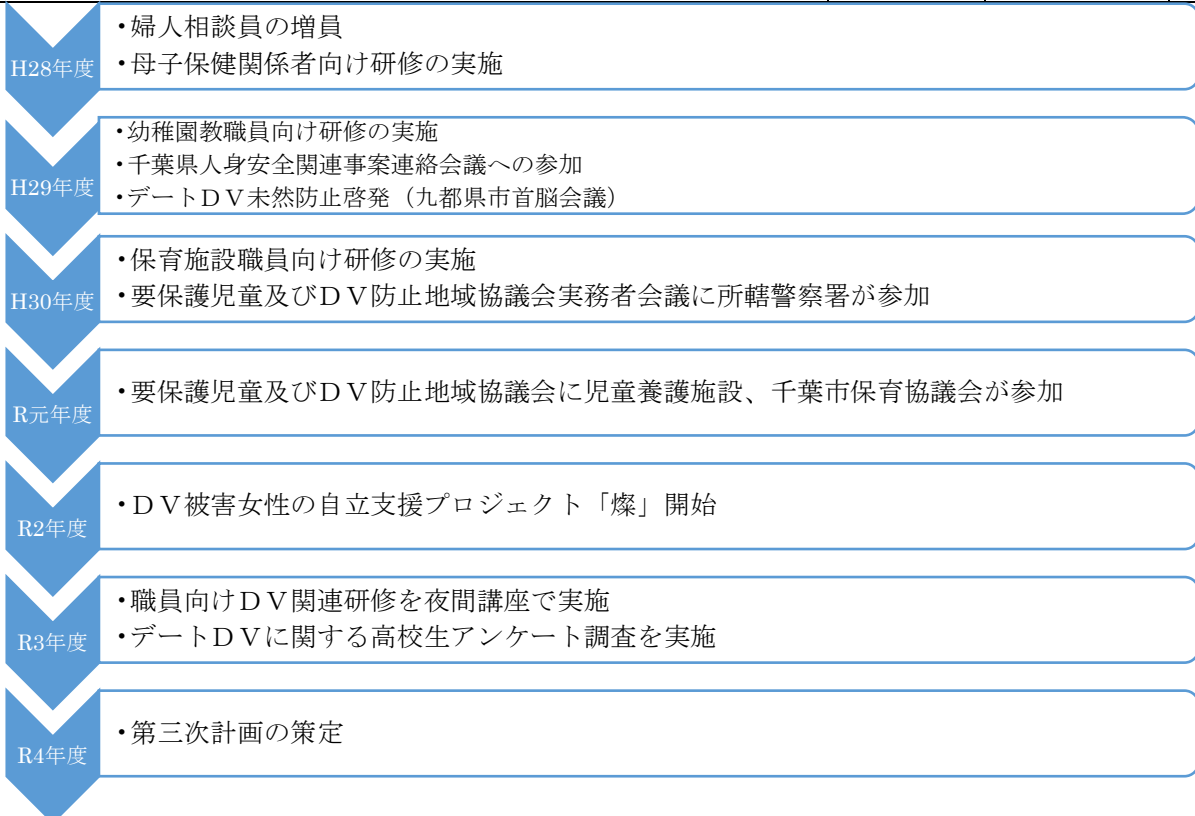 H28年度
・婦人相談員の増員
・母子保健関係者向け研修の実施
H29年度
・幼稚園教職員向け研修の実施
・千葉県人身安全関連事案連絡会議への参加
・デートＤＶ未然防止啓発（九都県市首脳会議）
H30年度
・保育施設職員向け研修の実施
・要保護児童及びＤＶ防止地域協議会実務者会議に所轄警察署が参加
R元年度
・要保護児童及びＤＶ防止地域協議会に児童養護施設、千葉市保育協議会が参加
R2年度
・ＤＶ被害女性の自立支援プロジェクト「燦」開始
R3年度
・職員向けＤＶ関連研修を夜間講座で実施
・デートＤＶに関する高校生アンケート調査を実施
R4年度
・第三次計画の策定